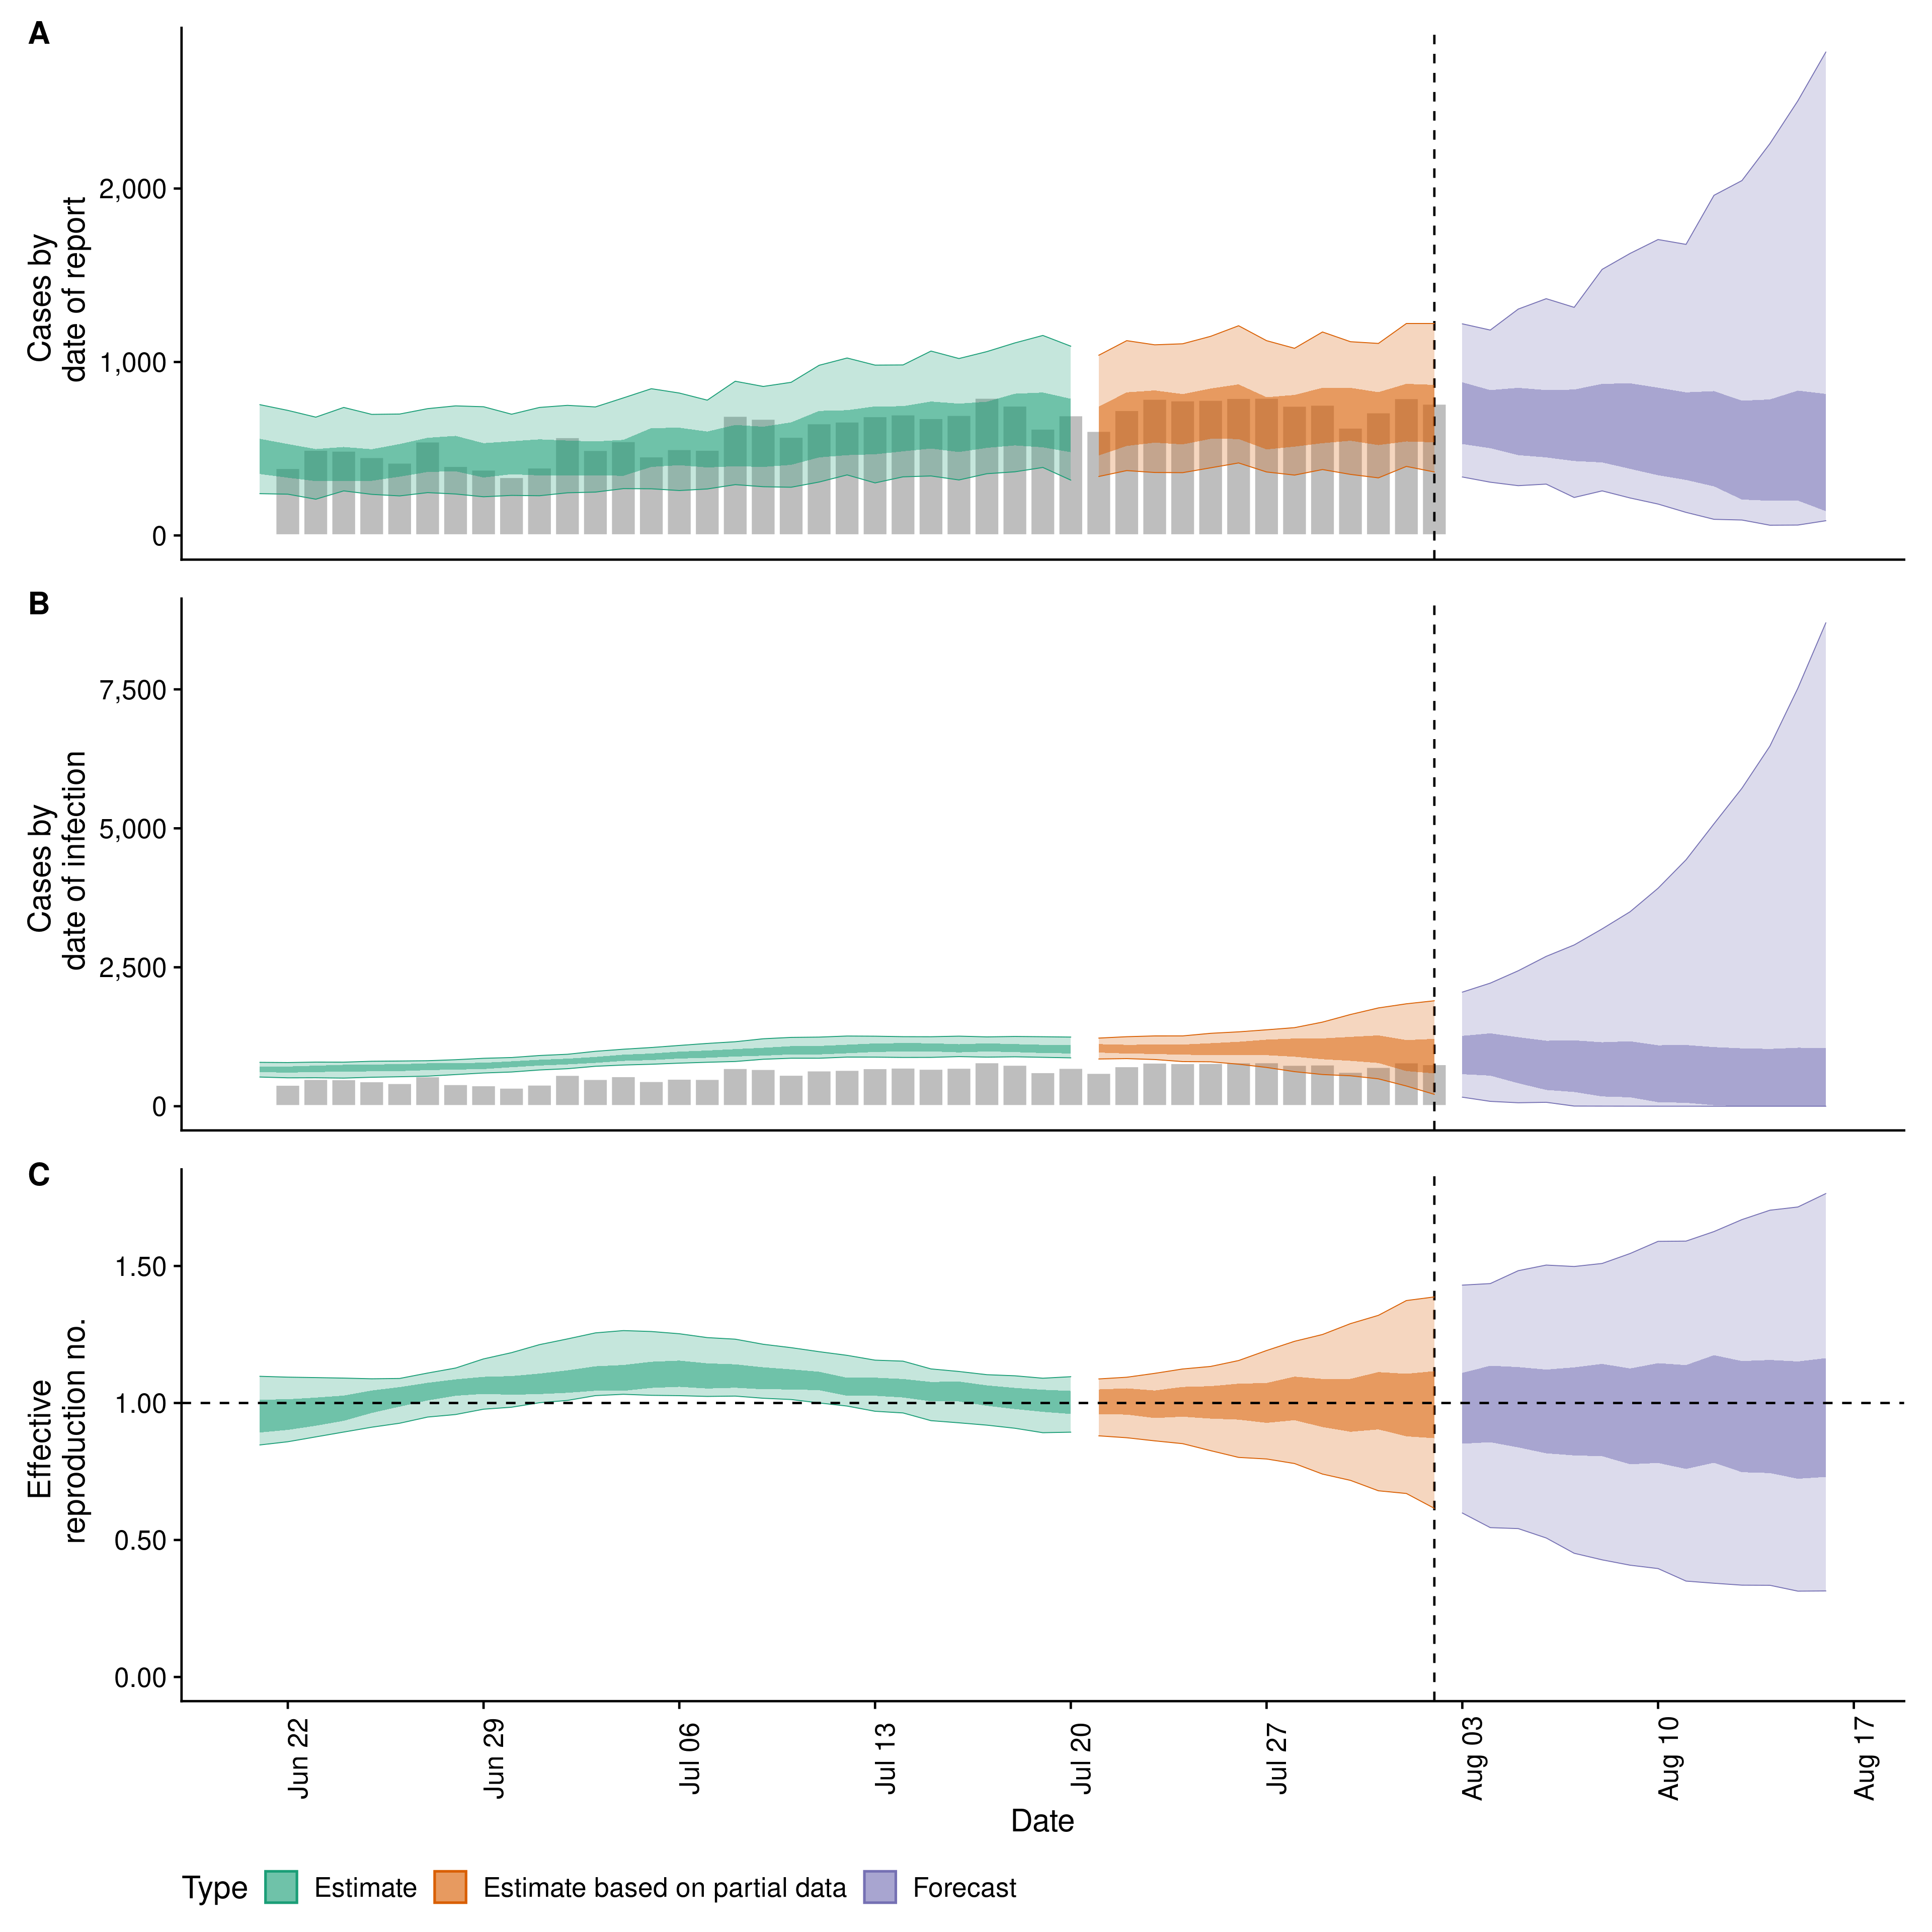 A
Cases by
date of report
2,000
1,000
0
B
Cases by
date of infection
7,500
5,000
2,500
0
C
Effective
reproduction no.
1.50
1.00
0.50
0.00
Jun 22
Jun 29
Jul 06
Jul 13
Jul 20
Jul 27
Aug 03
Aug 10
Aug 17
Date
Type
Estimate
Estimate based on partial data
Forecast